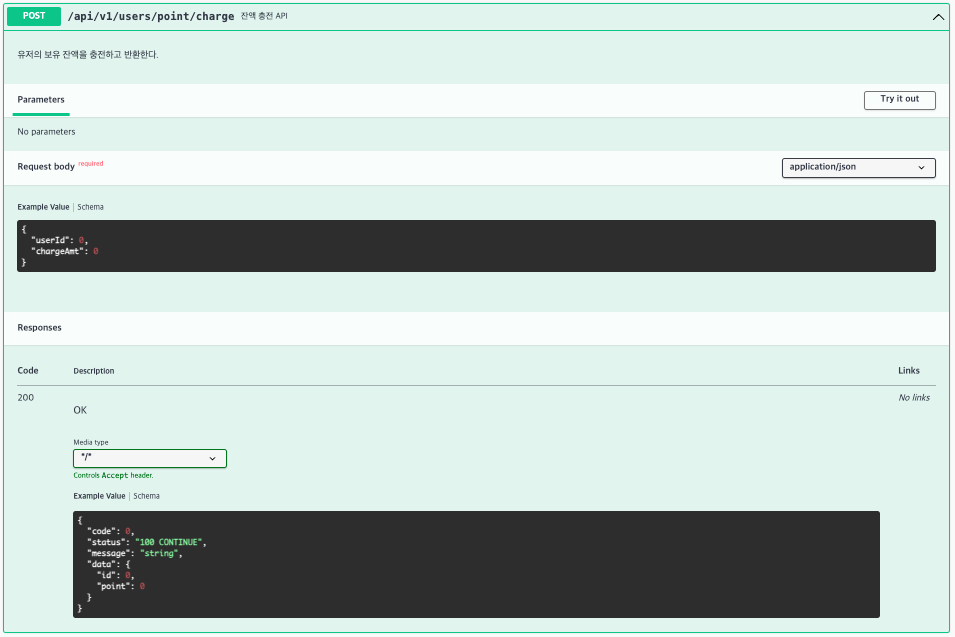 POST /api/v1/users/point/charge 잔액 충전 API
유저의 보유 잔액을 충전하고 반환한다.
Parameters
Try it out
No parameters
Request body required
application/json
Example Value | Schema
{
"userId": 0,
"chargeAmt": 0
}
Responses
Code Description Links
200 OK No links
Media type
*/*
Controls Accept header.
Example Value | Schema
{
"code": 0,
"status": "100 CONTINUE",
"message": "string",
"data": {
"id": 0,
"point": 0
}
}